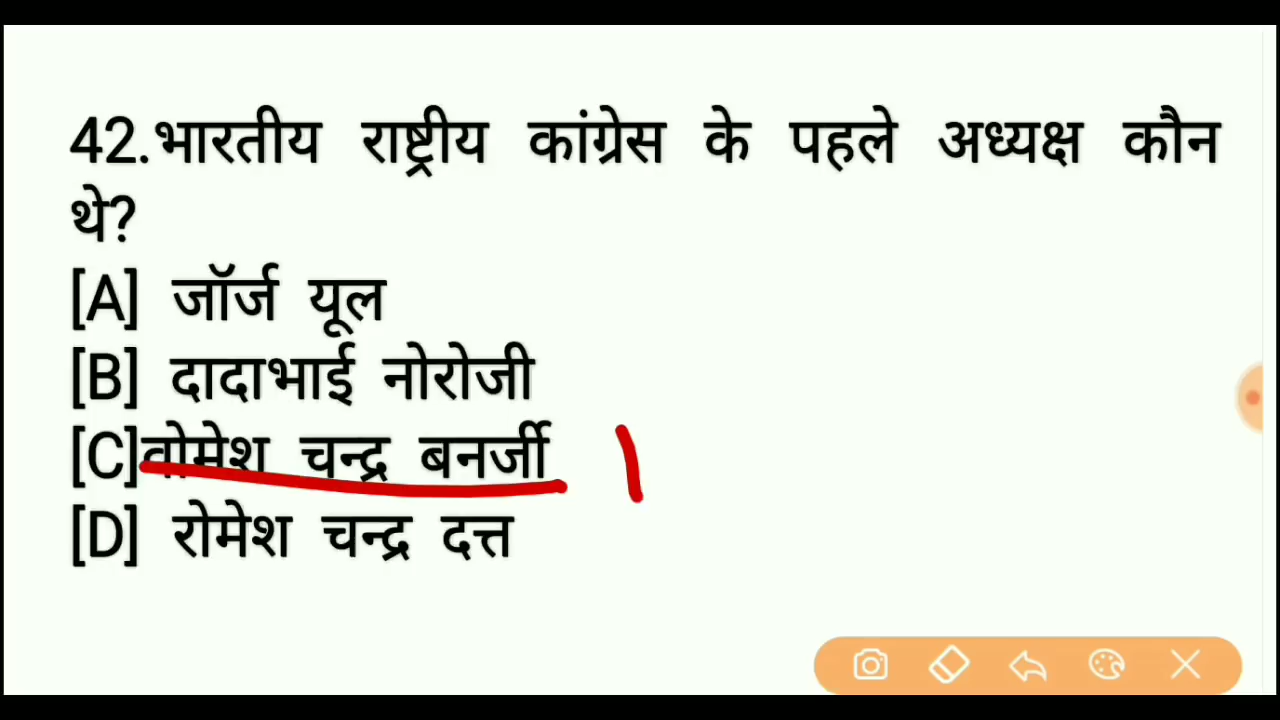 42.भारतीय राष्ट्रीय कांग्रेस के पहले अध्यक्ष कौन
थे?
[A] जॉर्ज यूल
[B] दादाभाई नोरोजी
[C]वोमेश चन्द्र बनर्जी
[D] रोमेश चन्द्र दत्त